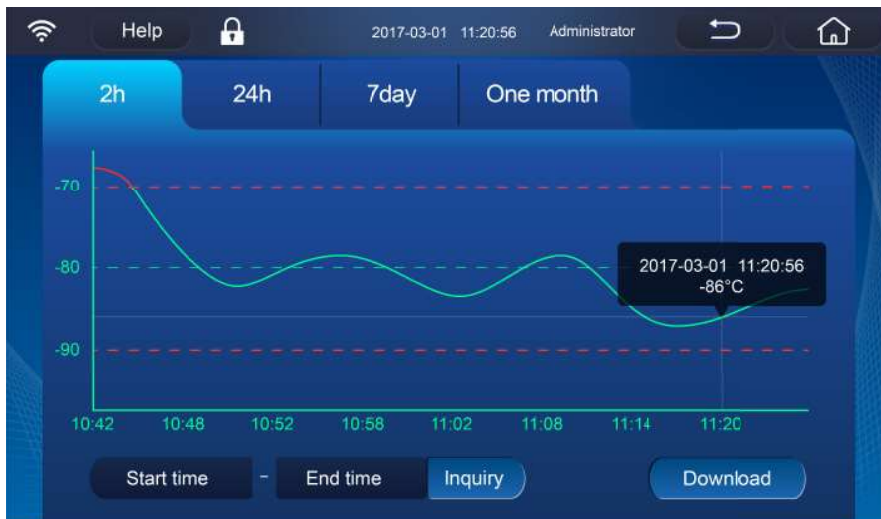 Help 2017-03-01 11:20:56 Administrator
2h 24h 7day One month
-70
-80
2017-03-01 11:20:56
-86°C
-90
10:42 10:48 10:52 10:58 11:02 11:08 11:14 11:20
Start time - End time Inquiry Download